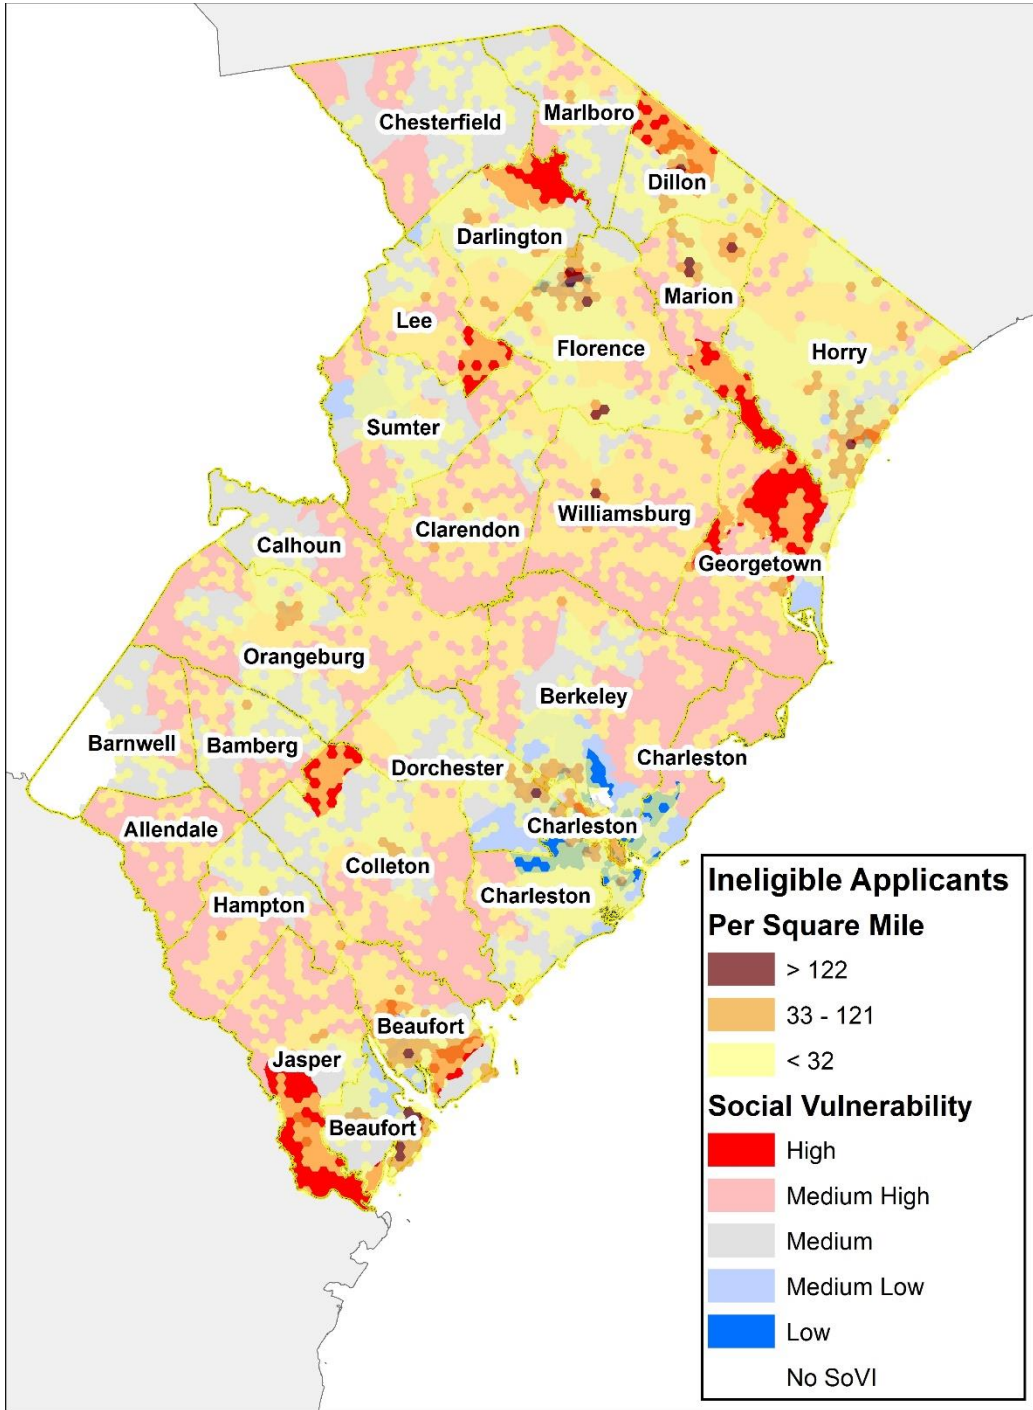 Chesterfield
Marlboro
Dillon
Darlington
Marion
Lee
Florence
Horry
Sumter
Clarendon
Williamsburg
Calhoun
Georgetown
Orangeburg
Berkeley
Barnwell
Bamberg
Dorchester
Charleston
Allendale
Charleston
Colleton
Hampton
Charleston
Beaufort
Jasper
Beaufort
Ineligible Applicants
Per Square Mile
> 122
33 - 121
< 32
Social Vulnerability
High
Medium High
Medium
Medium Low
Low
No SoVI